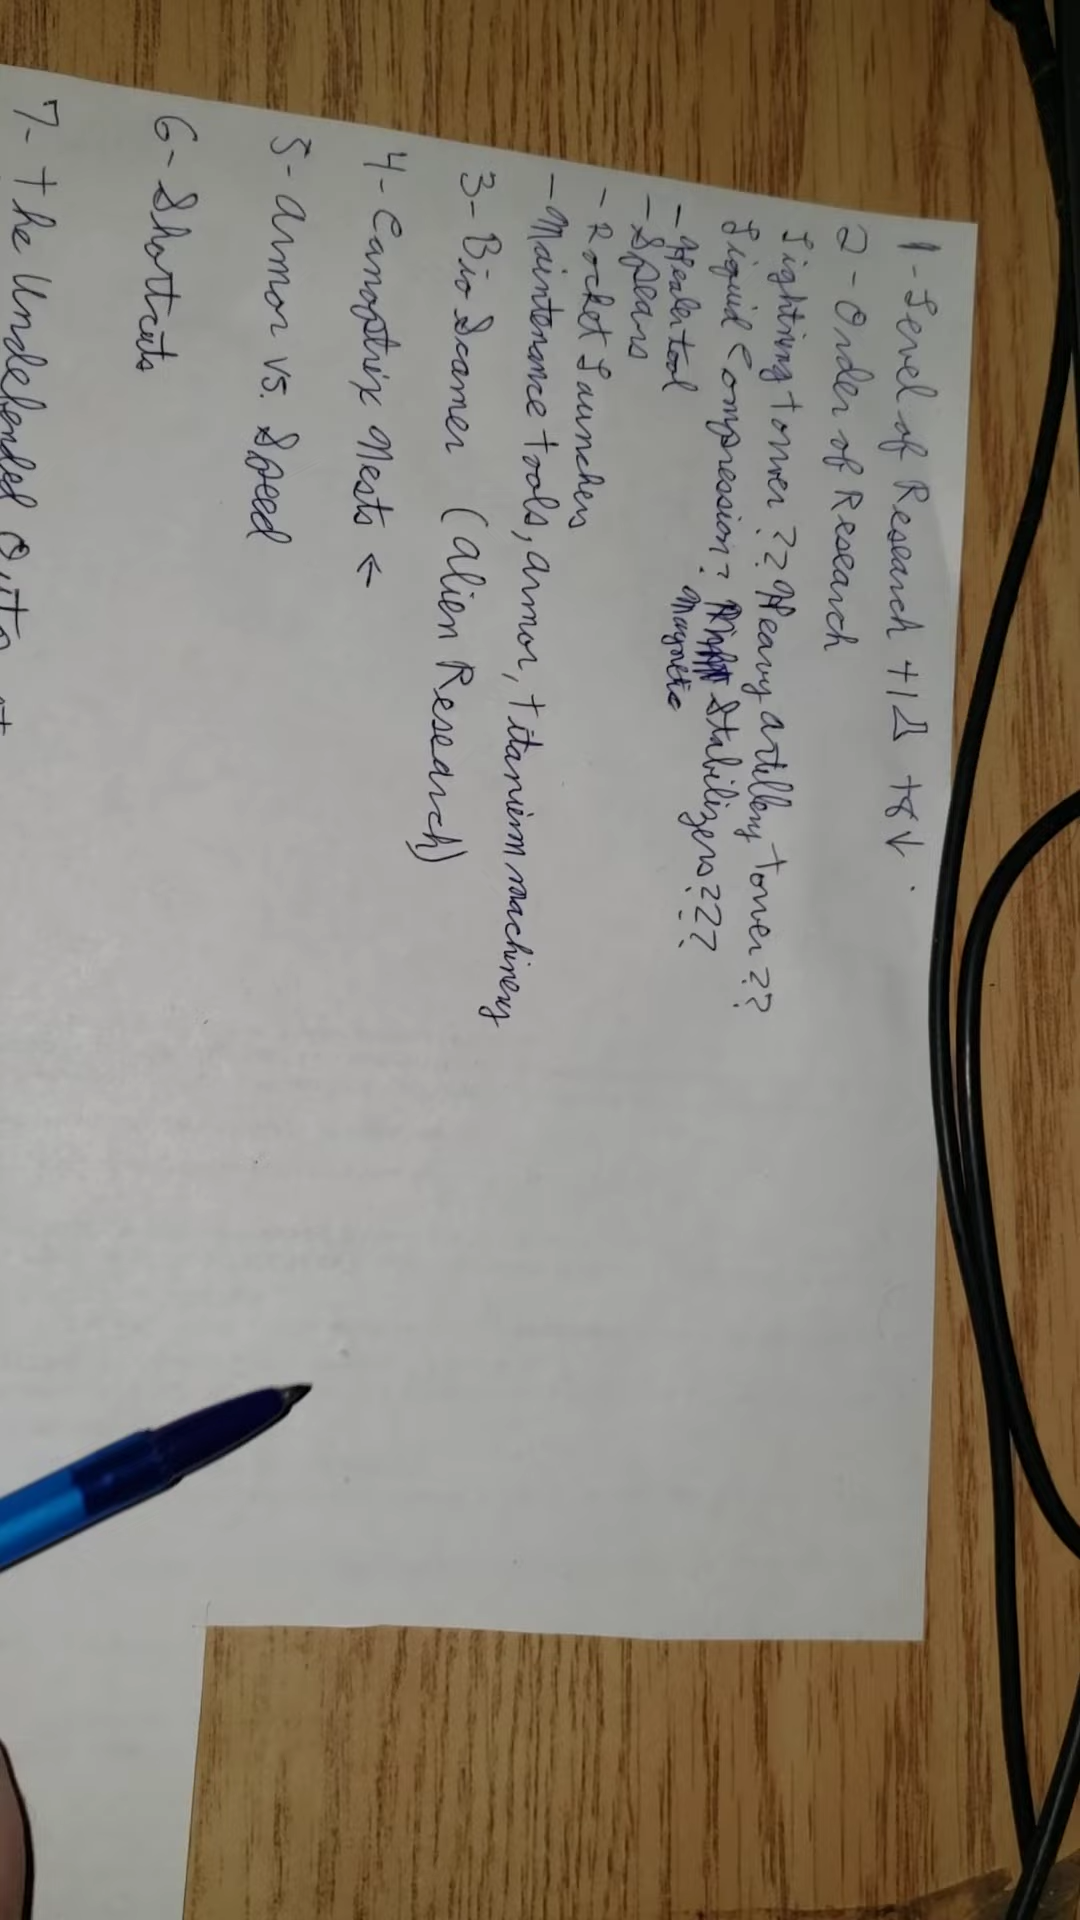 1- Level of Research +1Δ +8↓.
2- Order of Research
Lightning tower?? Heavy artillery tower??
Liquid Compression? Stabilizers???
Magnetic
- Healer tool
- Spears
- Rocket Launchers
- Maintenance tools, armor, titanium machinery
3- Bio Scanner (alien Research)
4- Canoptrix Nests ←
5- armor vs. Speed
6- Shortcuts
7- the Undefended